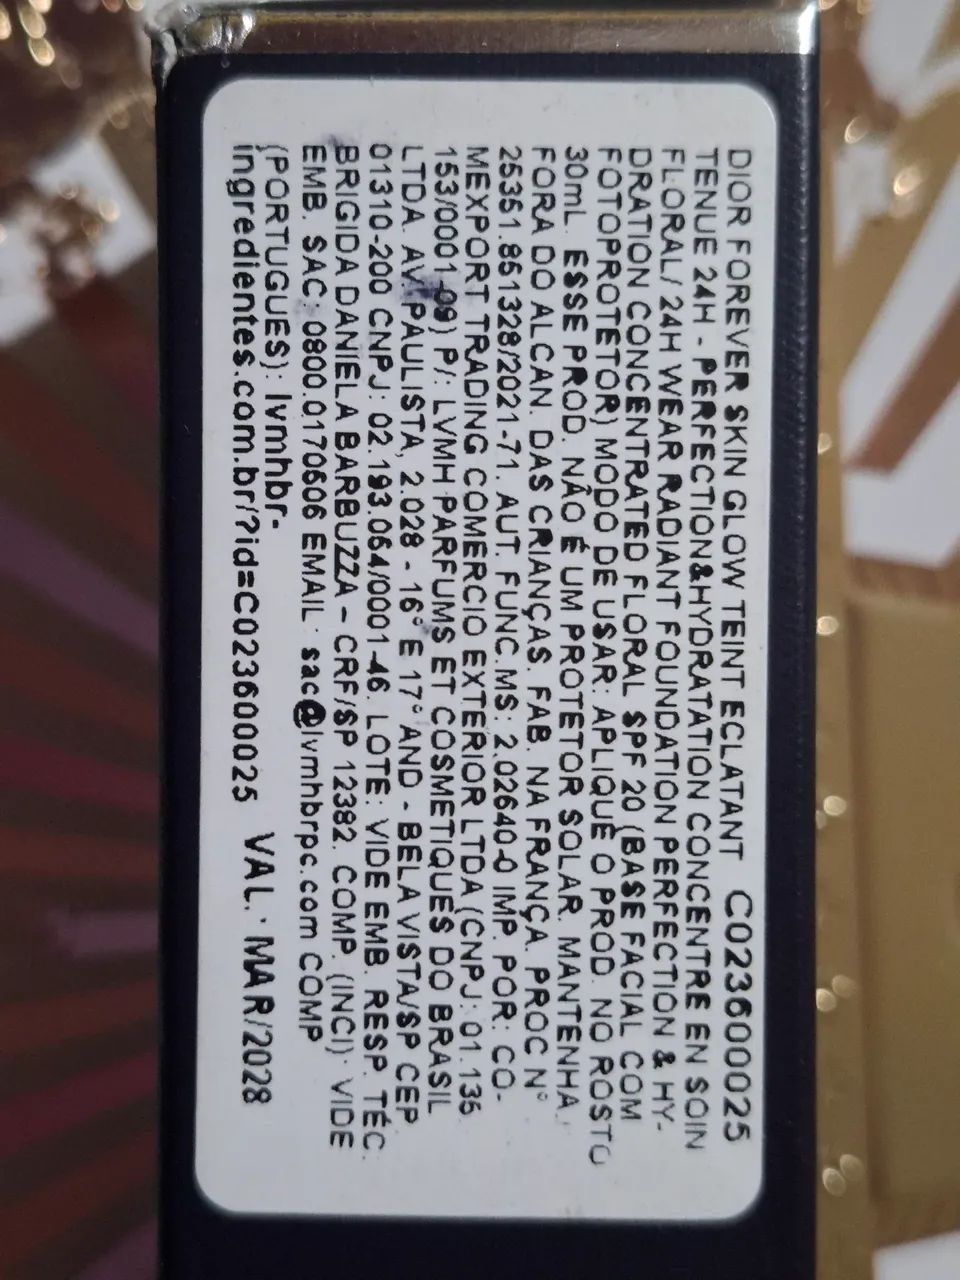 DIOR FOREVER SKIN GLOW TEINT ECLATANT C023600025
TENUE 24H - PERFECTION&HYDRATATION CONCENTRE EN SOIN
FLORAL/ 24H WEAR RADIANT FOUNDATION PERFECTION & HY-
DRATION CONCENTRATED FLORAL SPF 20 (BASE FACIAL COM
FOTOPROTETOR) MODO DE USAR: APLIQUE O PROD. NO ROSTO
30mL. ESSE PROD. NÃO É UM PROTETOR SOLAR. MANTENHA
FORA DO ALCAN. DAS CRIANÇAS. FAB. NA FRANÇA. PROC N°
25351.851328/2021-71. AUT. FUNC.MS: 2.02640-0 IMP. POR: CO-
MEXPORT TRADING COMERCIO EXTERIOR LTDA (CNPJ: 01.135
153/0001-09) P/: LVMH PARFUMS ET COSMETIQUES DO BRASIL
LTDA. AV. PAULISTA, 2.028 - 16° E 17° AND - BELA VISTA/SP CEP
01310-200 CNPJ: 02.193.064/0001-46. LOTE: VIDE EMB. RESP. TÉC:
BRIGIDA DANIELA BARBUZZA - CRF/SP 12382. COMP. (INCI): VIDE
EMB. SAC: 0800.0170606 EMAIL: sac@lvmhbrpc.com COMP
(PORTUGUÊS): lvmhbr-
ingredientes.com.br/?id=C023600025 VAL.: MAR/2028